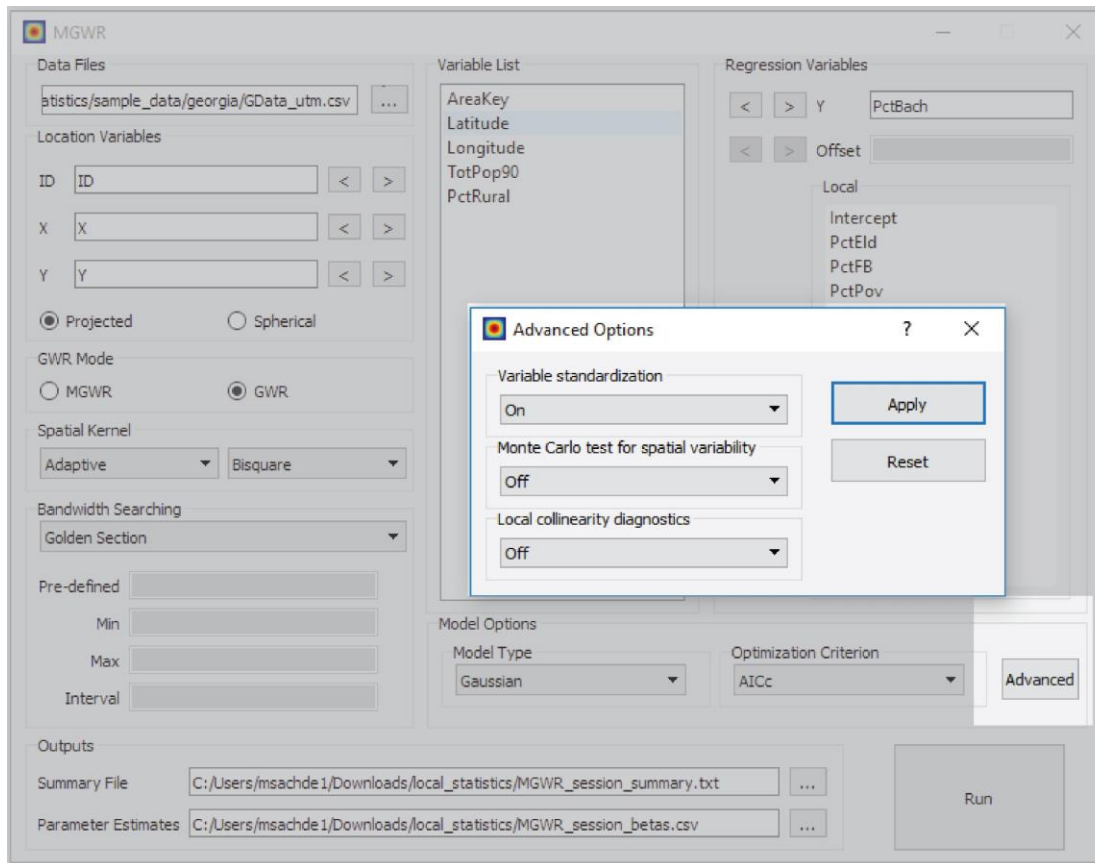 MGWR
Data Files
atistics/sample_data/georgia/GData_utm.csv ...
Location Variables
ID ID < >
X X < >
Y Y < >
Projected Spherical
GWR Mode
MGWR GWR
Spatial Kernel
Adaptive Bisquare
Bandwidth Searching
Golden Section
Pre-defined
Min
Max
Interval
Variable List
AreaKey
Latitude
Longitude
TotPop90
PctRural
Regression Variables
< > Y PctBach
< > Offset
Local
Intercept
PctEld
PctFB
PctPov
Advanced Options ?
Variable standardization
On
Monte Carlo test for spatial variability
Off
Local collinearity diagnostics
Off
Apply
Reset
Model Options
Model Type
Gaussian
Optimization Criterion
AICc
Advanced
Outputs
Summary File C:/Users/msachde1/Downloads/local_statistics/MGWR_session_summary.txt ...
Parameter Estimates C:/Users/msachde1/Downloads/local_statistics/MGWR_session_betas.csv ...
Run